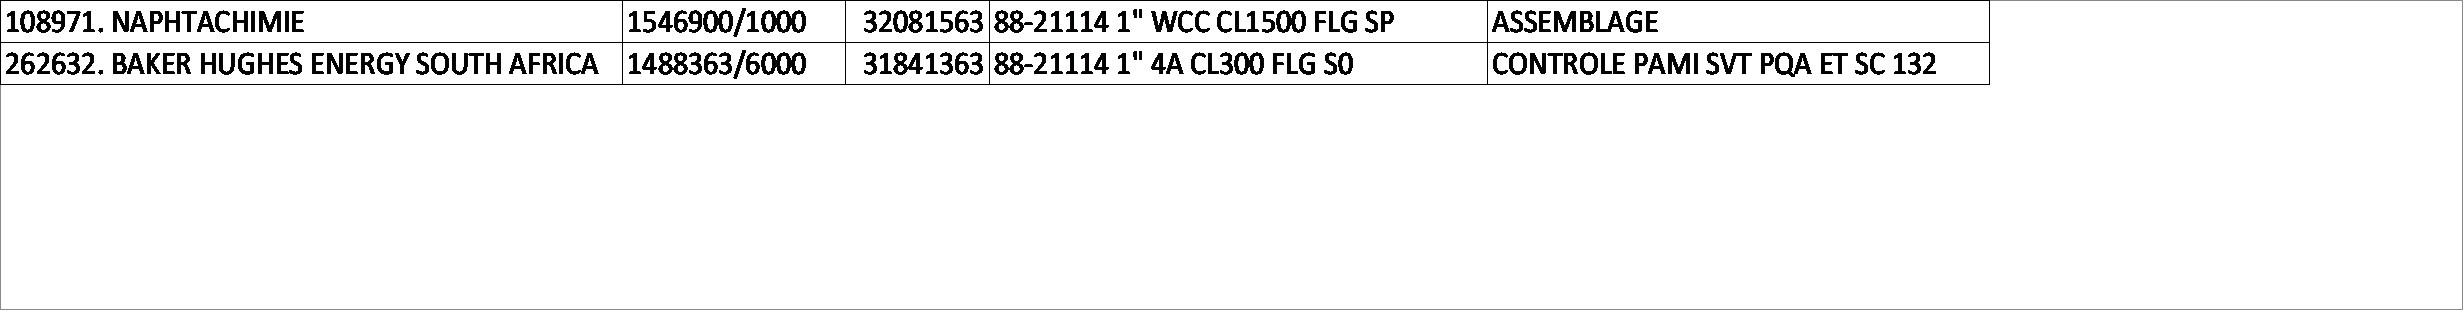 108971. NAPHTACHIMIE 1546900/1000 32081563 88-21114 1" WCC CL1500 FLG SP ASSEMBLAGE
262632. BAKER HUGHES ENERGY SOUTH AFRICA 1488363/6000 31841363 88-21114 1" 4A CL300 FLG S0 CONTROLE PAMI SVT PQA ET SC 132